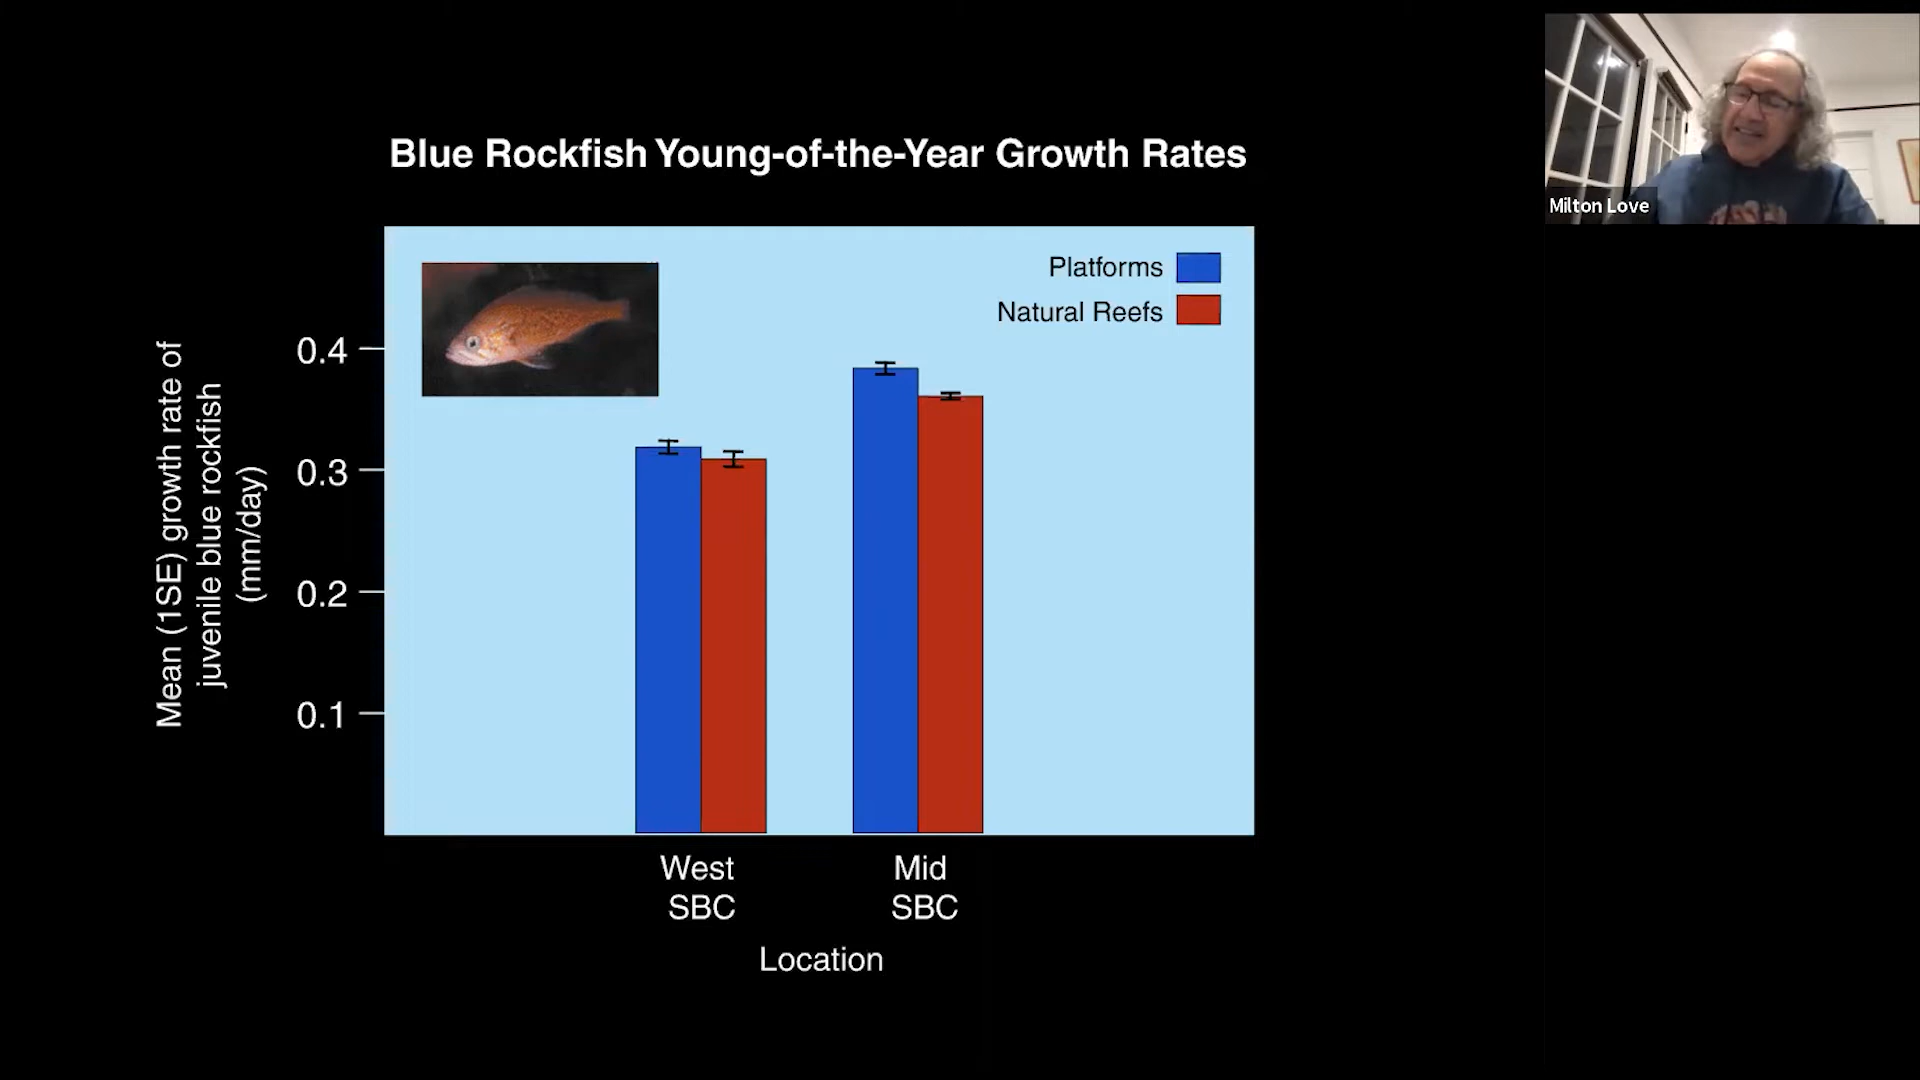 Blue Rockfish Young-of-the-Year Growth Rates
Milton Love
Platforms
Natural Reefs
Mean (1SE) growth rate of
juvenile blue rockfish
(mm/day)
0.4
0.3
0.2
0.1
West
SBC
Mid
SBC
Location